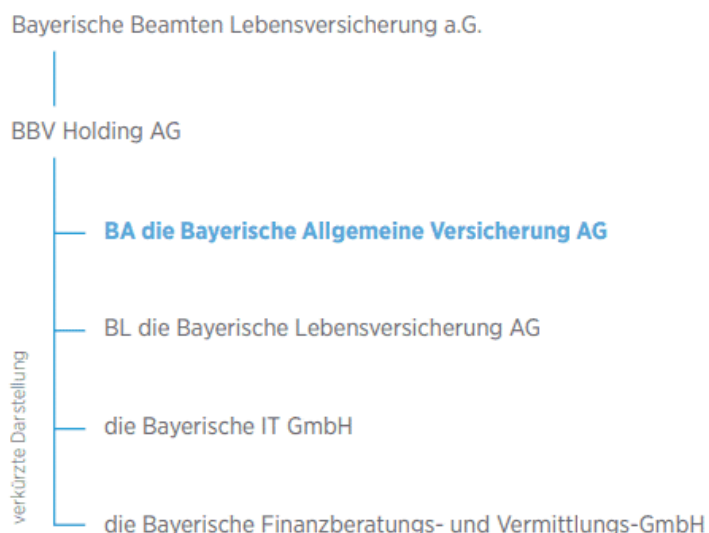 Bayerische Beamten Lebensversicherung a.G.
BBV Holding AG
BA die Bayerische Allgemeine Versicherung AG
BL die Bayerische Lebensversicherung AG
die Bayerische IT GmbH
die Bayerische Finanzberatungs- und Vermittlungs-GmbH
verkürzte Darstellung